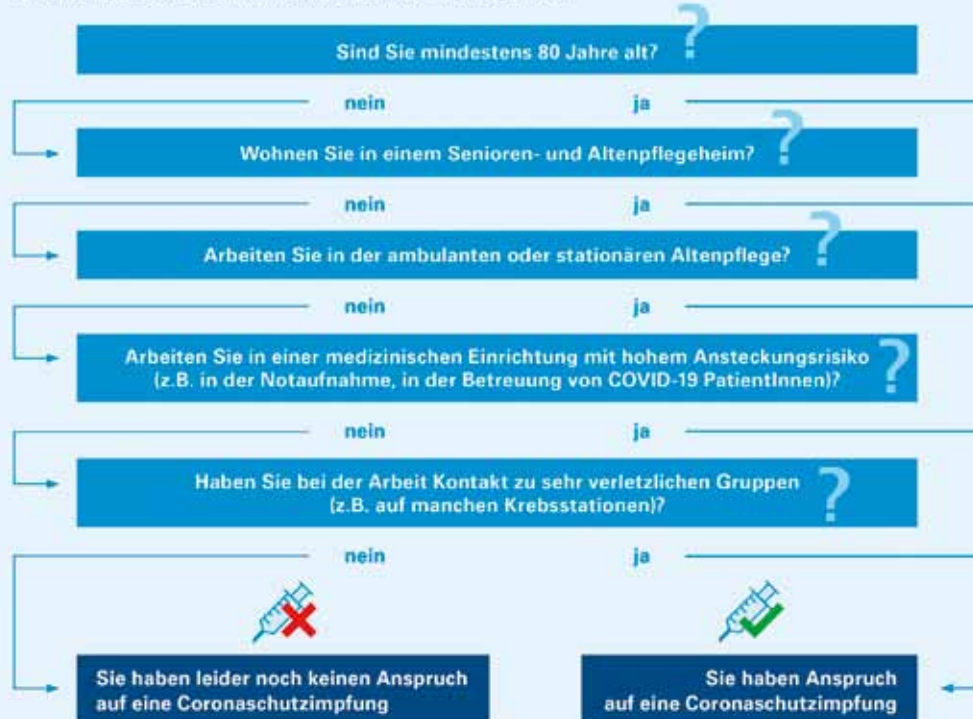 Sind Sie mindestens 80 Jahre alt?
?
nein ja
Wohnen Sie in einem Senioren- und Altenpflegeheim?
?
nein ja
Arbeiten Sie in der ambulanten oder stationären Altenpflege?
?
nein ja
Arbeiten Sie in einer medizinischen Einrichtung mit hohem Ansteckungsrisiko
(z.B. in der Notaufnahme, in der Betreuung von COVID-19 PatientInnen)?
?
nein ja
Haben Sie bei der Arbeit Kontakt zu sehr verletzlichen Gruppen
(z.B. auf manchen Krebsstationen)?
?
nein ja
Sie haben leider noch keinen Anspruch
auf eine Coronaschutzimpfung
Sie haben Anspruch
auf eine Coronaschutzimpfung